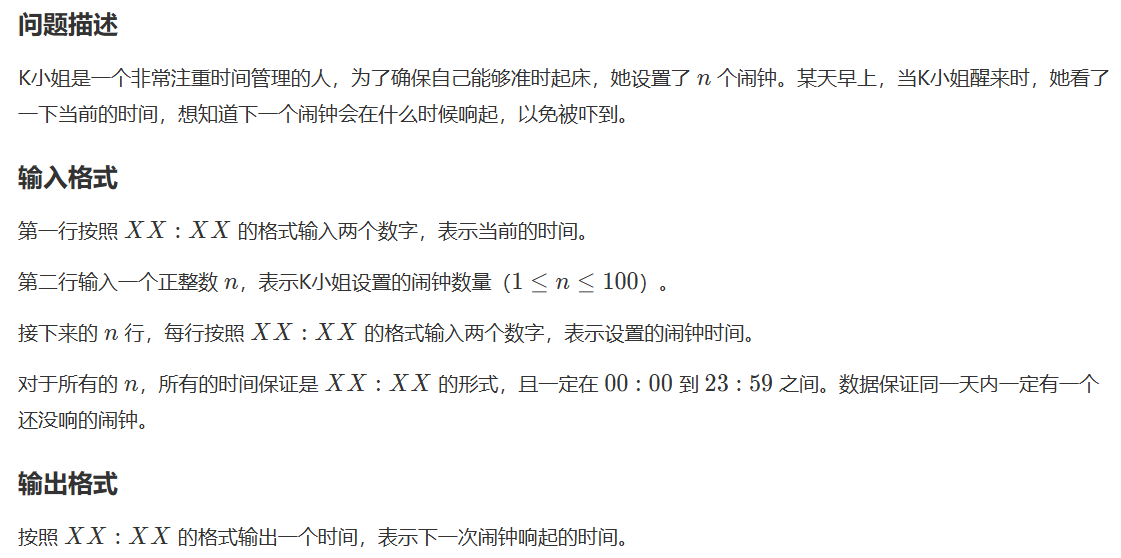 问题描述
K小姐是一个非常注重时间管理的人，为了确保自己能够准时起床，她设置了 n 个闹钟。某天早上，当K小姐醒来时，她看了
一下当前的时间，想知道下一个闹钟会在什么时候响起，以免被吓到。
输入格式
第一行按照 XX : XX 的格式输入两个数字，表示当前的时间。
第二行输入一个正整数 n，表示K小姐设置的闹钟数量（1 ≤ n ≤ 100）。
接下来的 n 行，每行按照 XX : XX 的格式输入两个数字，表示设置的闹钟时间。
对于所有的 n，所有的时间保证是 XX : XX 的形式，且一定在 00 : 00 到 23 : 59 之间。数据保证同一天内一定有一个
还没响的闹钟。
输出格式
按照 XX : XX 的格式输出一个时间，表示下一次闹钟响起的时间。